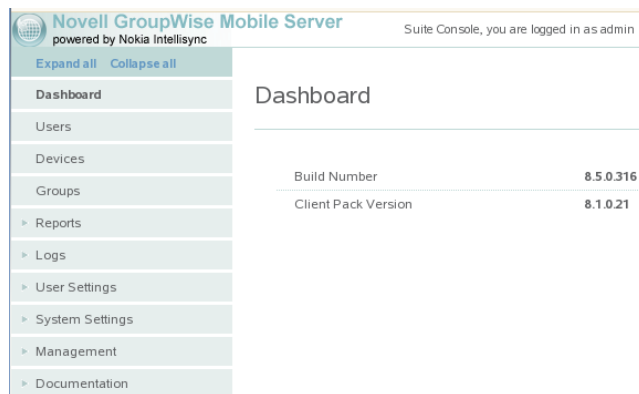 Novell GroupWise Mobile Server
powered by Nokia Intellisync
Suite Console, you are logged in as admin
Expand all Collapse all
Dashboard
Users
Devices
Groups
Reports
Logs
User Settings
System Settings
Management
Documentation
Dashboard
Build Number 8.5.0.316
Client Pack Version 8.1.0.21